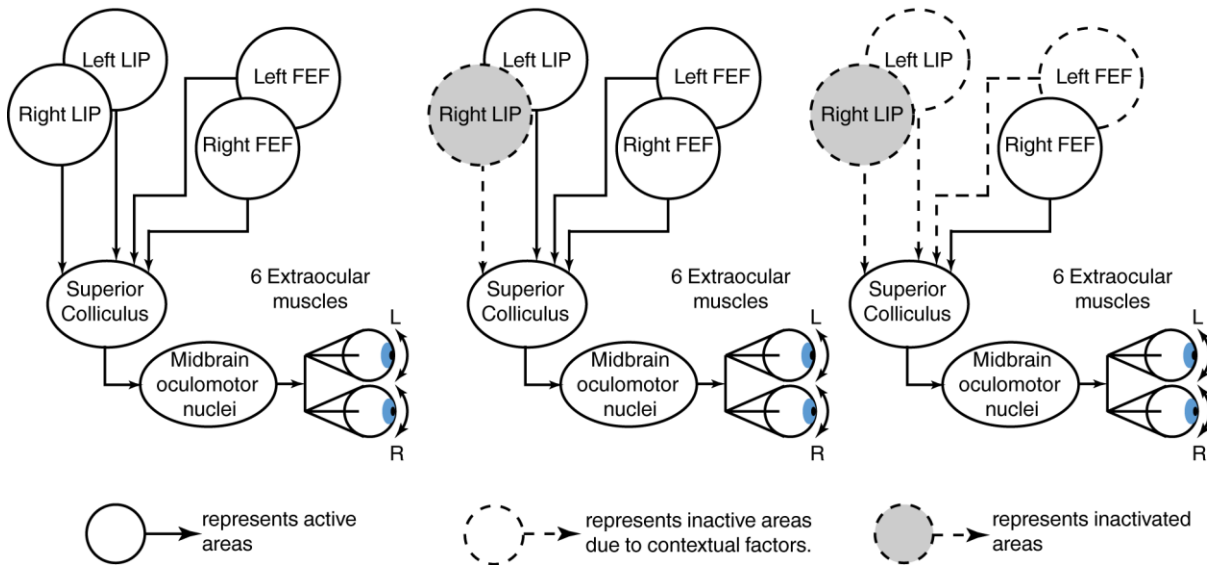 Left LIP
Right LIP
Left FEF
Right FEF
Superior
Colliculus
6 Extraocular
muscles
L
Midbrain
oculomotor
nuclei
R
Left LIP
Right LIP
Left FEF
Right FEF
Superior
Colliculus
6 Extraocular
muscles
L
Midbrain
oculomotor
nuclei
R
Left LIP
Right LIP
Left FEF
Right FEF
Superior
Colliculus
6 Extraocular
muscles
L
Midbrain
oculomotor
nuclei
R
represents active
areas
represents inactive areas
due to contextual factors.
represents inactivated
areas